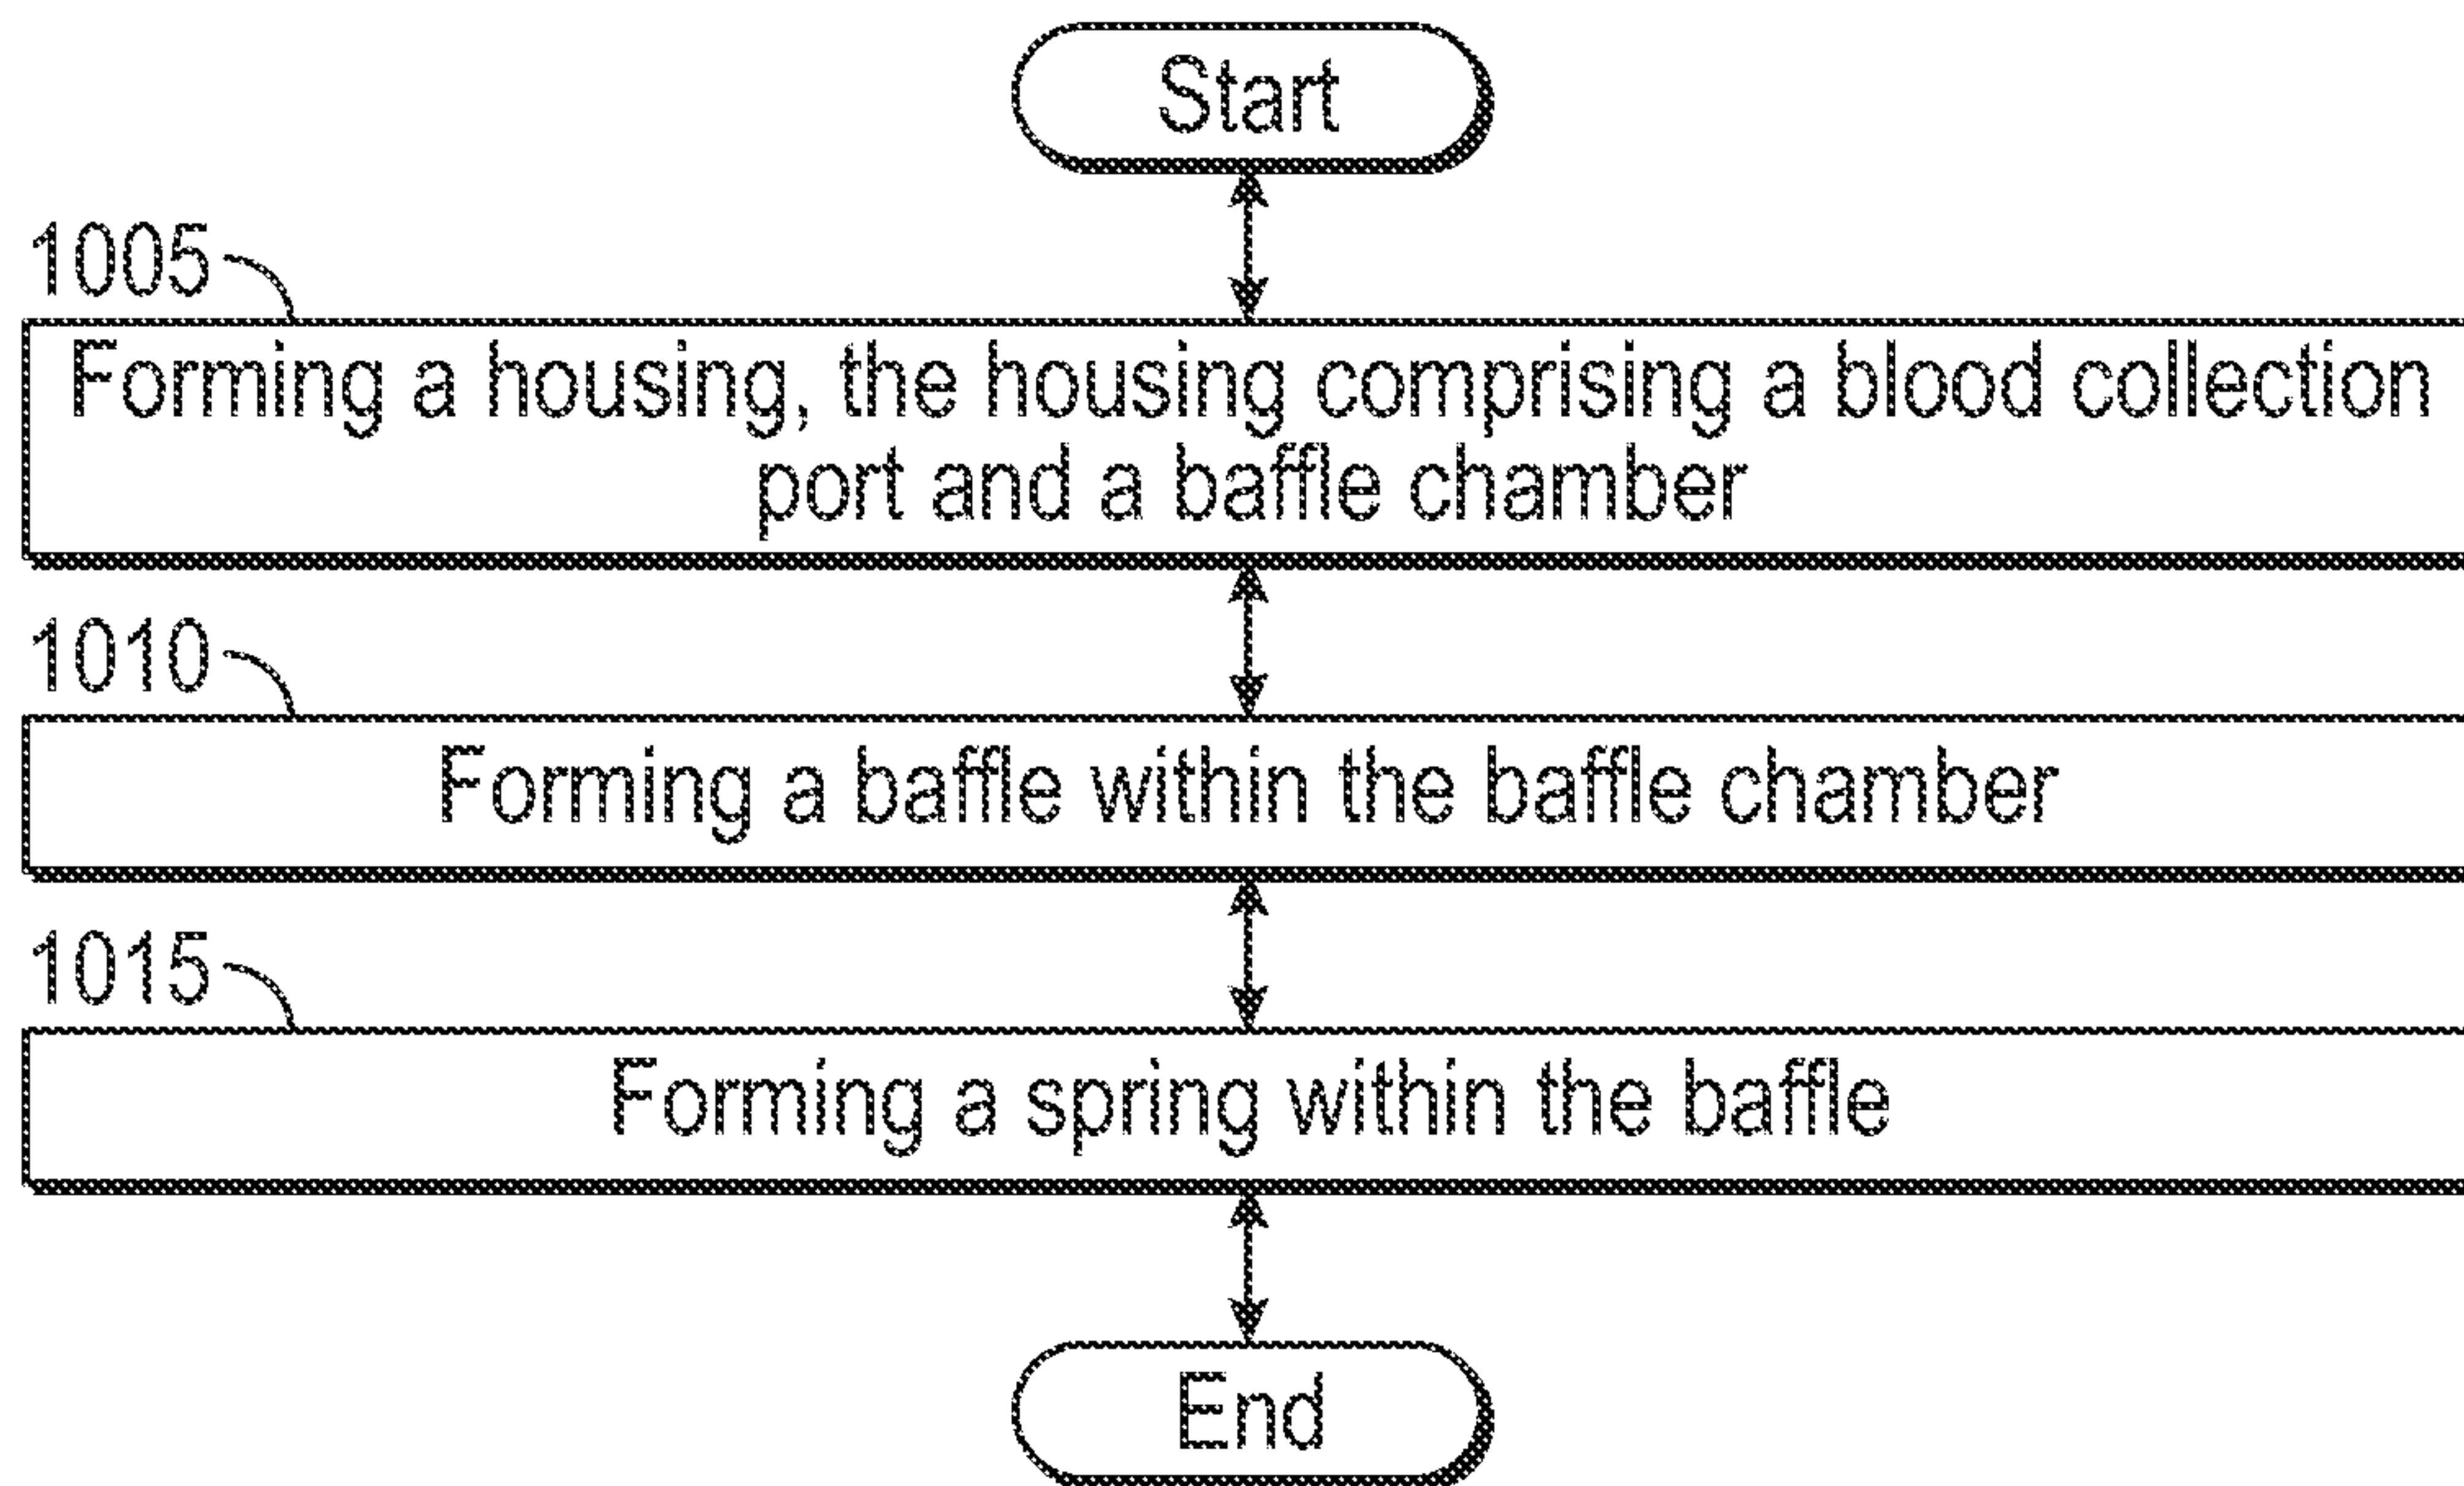 Start
1005
Forming a housing, the housing comprising a blood collection
port and a baffle chamber
1010
Forming a baffle within the baffle chamber
1015
Forming a spring within the baffle
End